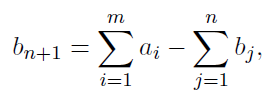 b_{n+1} = \sum_{i=1}^{m} a_i - \sum_{j=1}^{n} b_j,